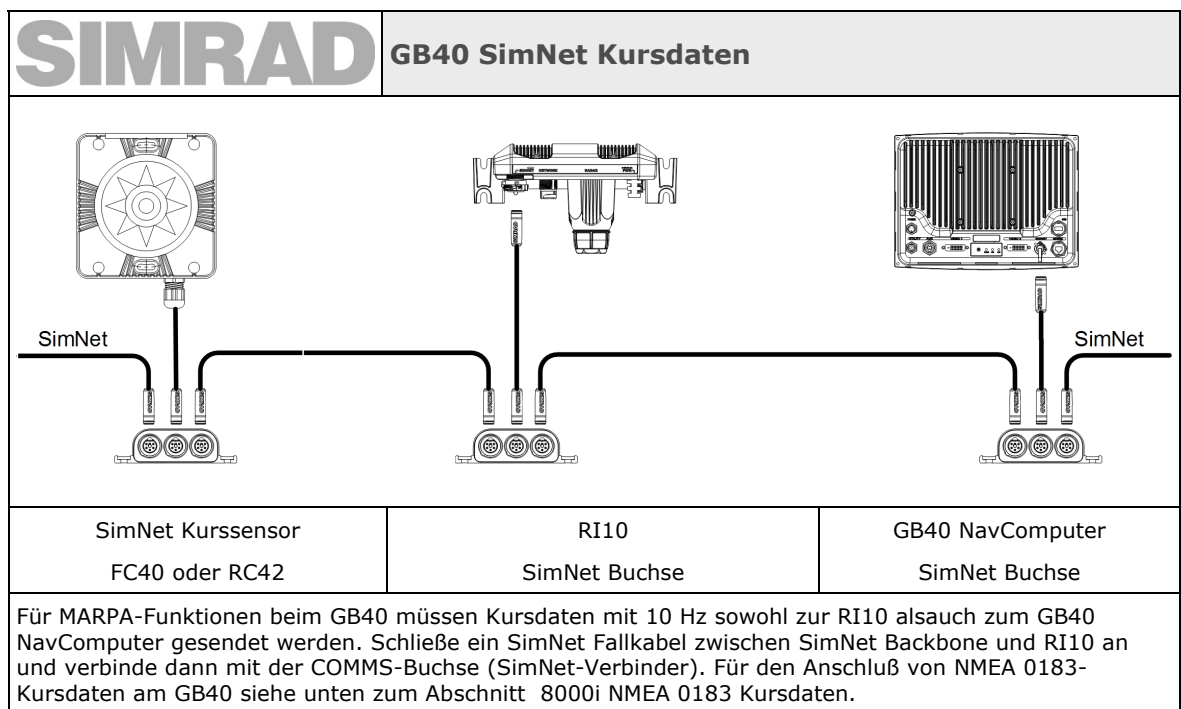 SIMRAD
GB40 SimNet Kursdaten
NETWORK
RADAR
SimNet
SimNet
SimNet Kurssensor
FC40 oder RC42
RI10
SimNet Buchse
GB40 NavComputer
SimNet Buchse
Für MARPA-Funktionen beim GB40 müssen Kursdaten mit 10 Hz sowohl zur RI10 alsauch zum GB40
NavComputer gesendet werden. Schließe ein SimNet Fallkabel zwischen SimNet Backbone und RI10 an
und verbinde dann mit der COMMS-Buchse (SimNet-Verbinder). Für den Anschluß von NMEA 0183-
Kursdaten am GB40 siehe unten zum Abschnitt 8000i NMEA 0183 Kursdaten.